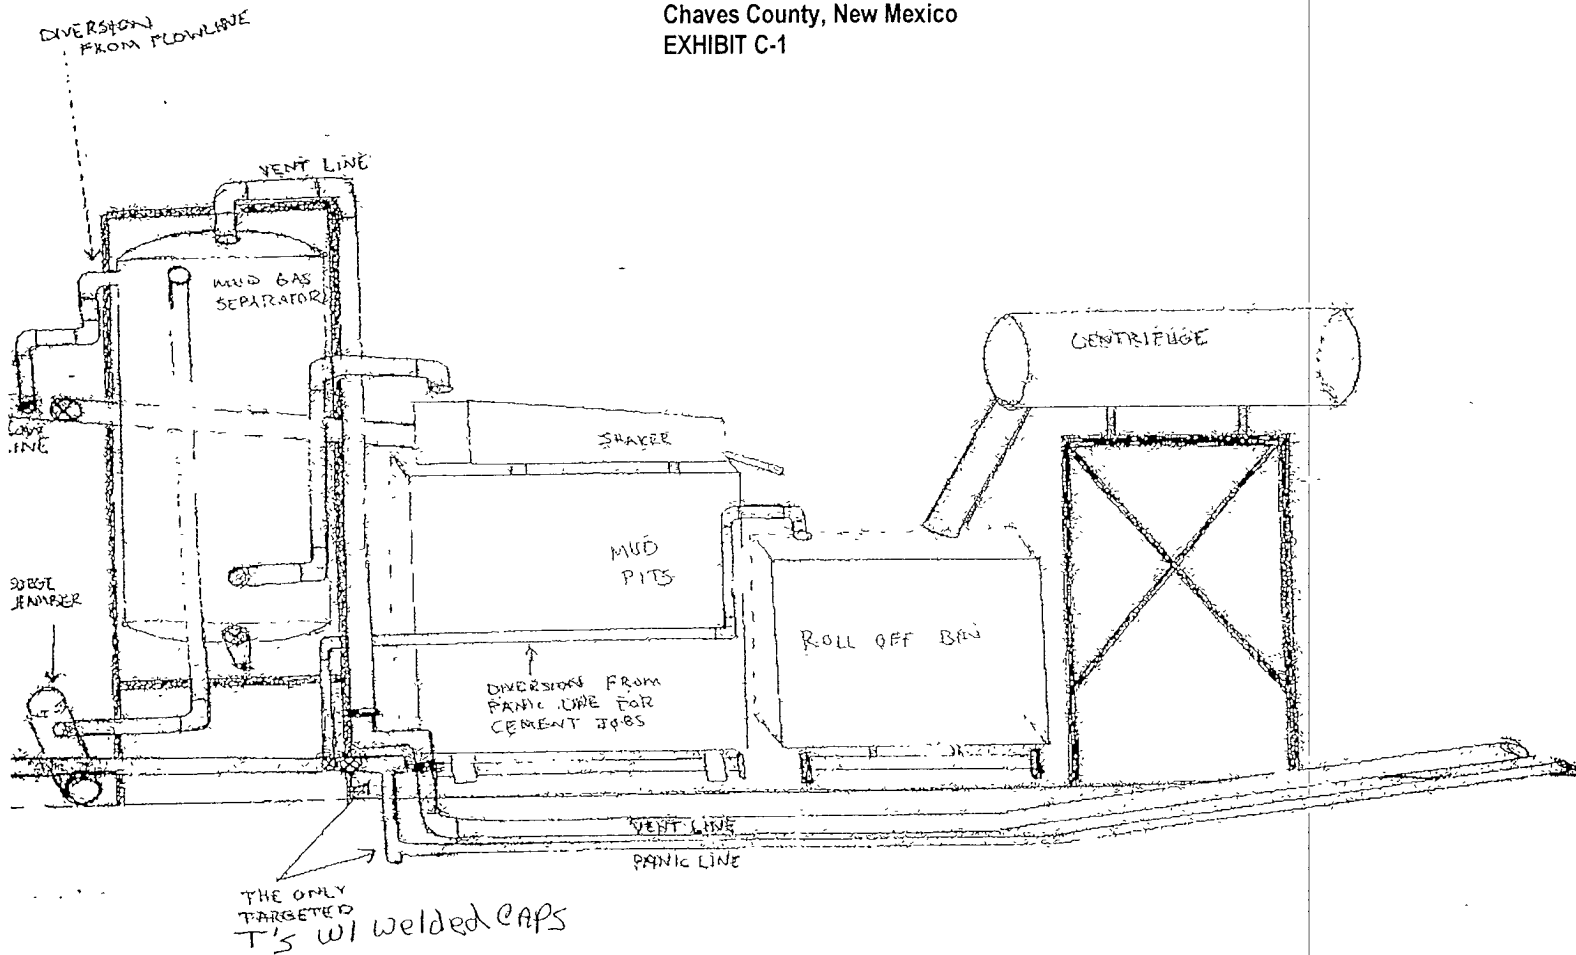 Chaves County, New Mexico
EXHIBIT C-1
DIVERSION
FROM FLOWLINE
VENT LINE
MUD GAS
SEPARATOR
CENTRIFUGE
SHAKER
MUD
PITS
ROLL OFF BIN
DIVERSION FROM
PANIC LINE FOR
CEMENT JOBS
VENT LINE
PANIC LINE
THE ONLY
TARGETED
T's W/ Welded CAPS